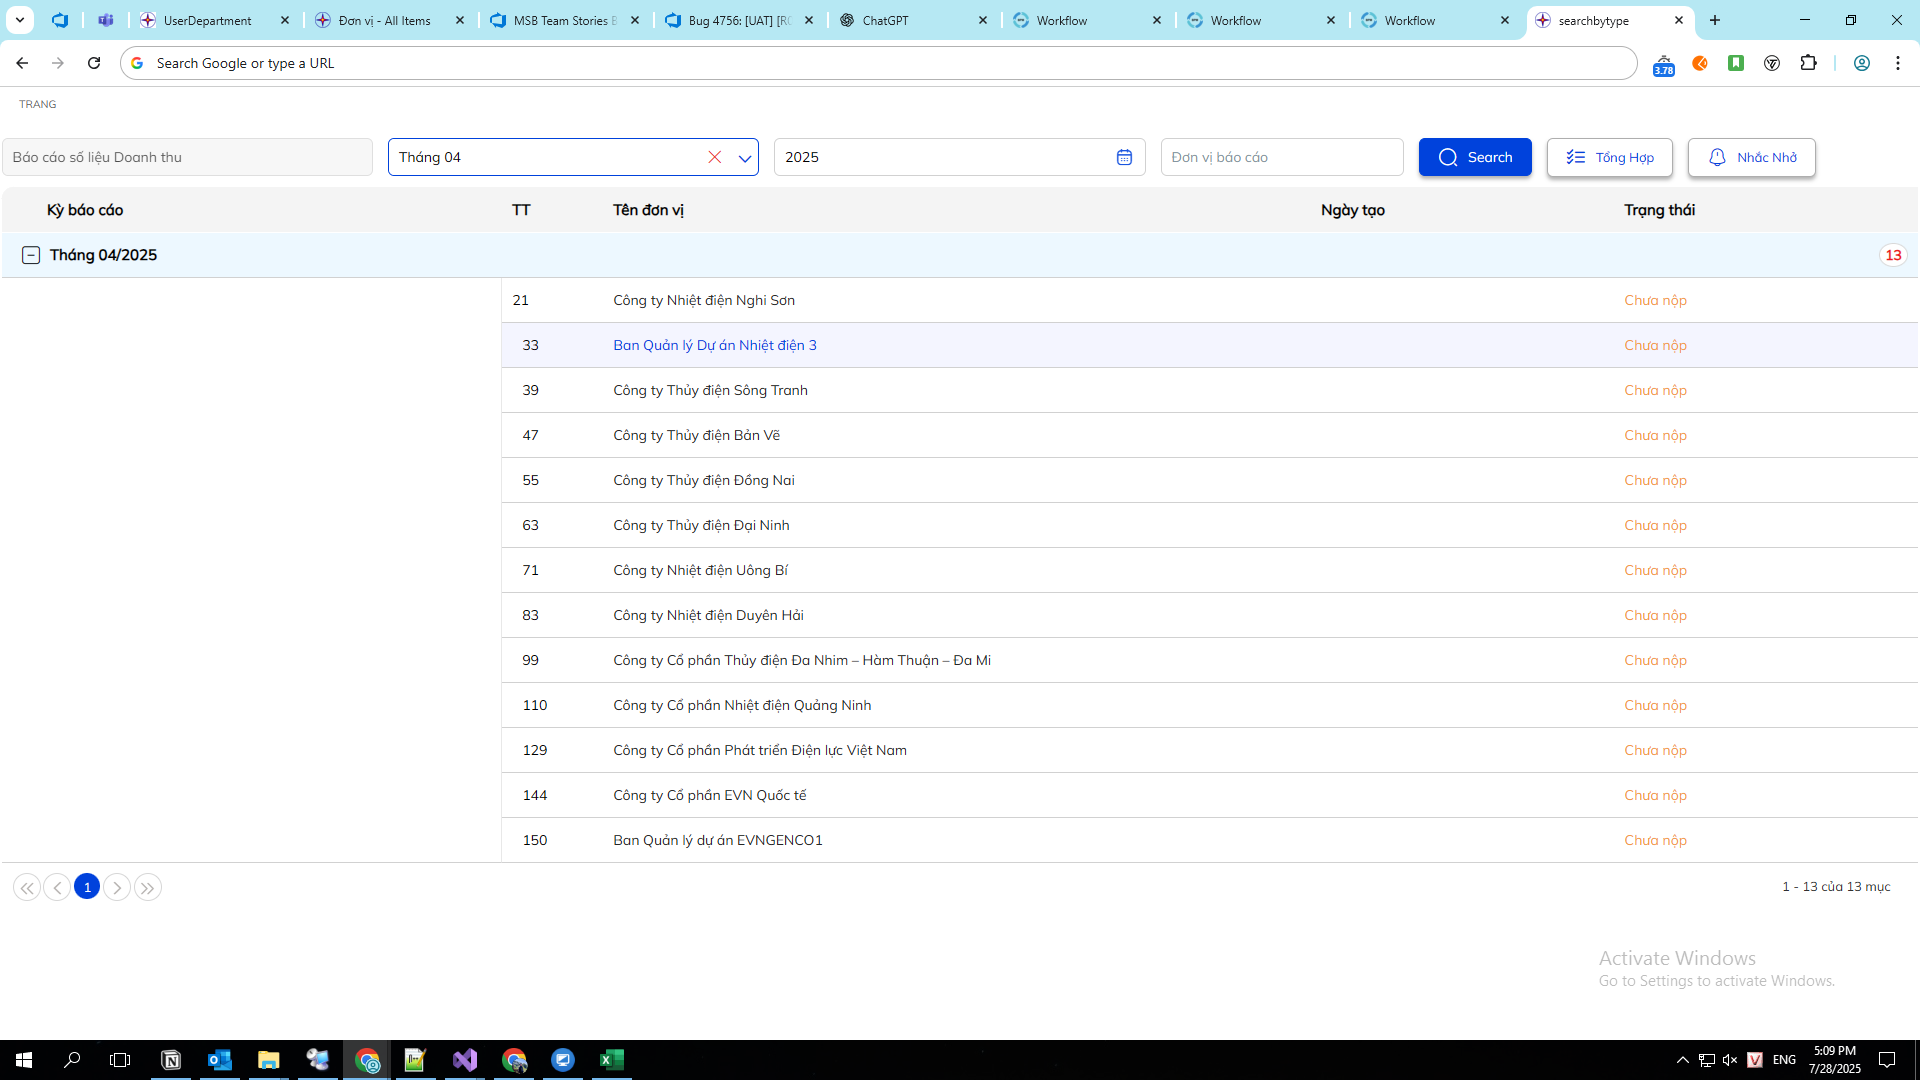 UserDepartment
Đơn vị - All Items
MSB Team Stories B
Bug 4756: [UAT] [RC
ChatGPT
Workflow
Workflow
Workflow
searchbytype
Search Google or type a URL
3.78
TRANG
Báo cáo số liệu Doanh thu
Tháng 04
2025
Đơn vị báo cáo
Search
Tổng Hợp
Nhắc Nhở
Kỳ báo cáo TT Tên đơn vị Ngày tạo Trạng thái
Tháng 04/2025 13
21 Công ty Nhiệt điện Nghi Sơn Chưa nộp
33 Ban Quản lý Dự án Nhiệt điện 3 Chưa nộp
39 Công ty Thủy điện Sông Tranh Chưa nộp
47 Công ty Thủy điện Bản Vẽ Chưa nộp
55 Công ty Thủy điện Đồng Nai Chưa nộp
63 Công ty Thủy điện Đại Ninh Chưa nộp
71 Công ty Nhiệt điện Uông Bí Chưa nộp
83 Công ty Nhiệt điện Duyên Hải Chưa nộp
99 Công ty Cổ phần Thủy điện Đa Nhim – Hàm Thuận – Đa Mi Chưa nộp
110 Công ty Cổ phần Nhiệt điện Quảng Ninh Chưa nộp
129 Công ty Cổ phần Phát triển Điện lực Việt Nam Chưa nộp
144 Công ty Cổ phần EVN Quốc tế Chưa nộp
150 Ban Quản lý dự án EVNGENCO1 Chưa nộp
1
1 - 13 của 13 mục
Activate Windows
Go to Settings to activate Windows.
ENG
5:09 PM
7/28/2025